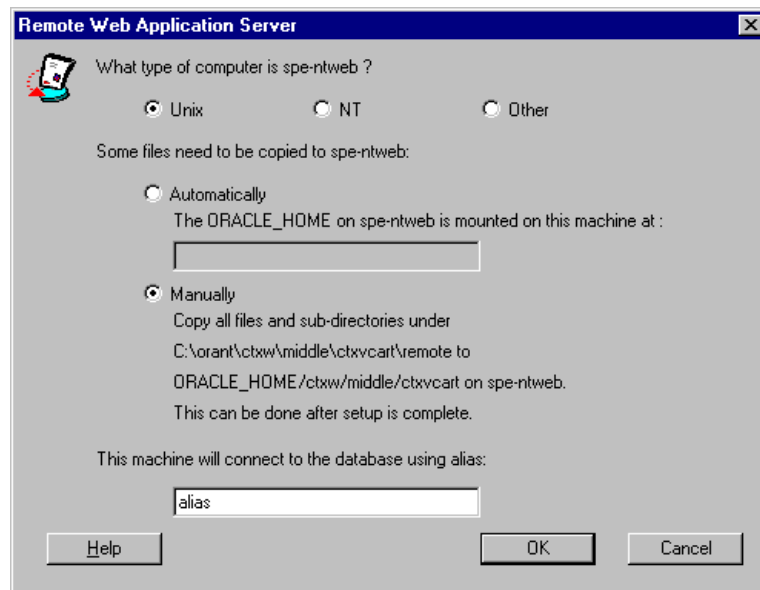 Remote Web Application Server
What type of computer is spe-ntweb ?
Unix NT Other
Some files need to be copied to spe-ntweb:
Automatically
The ORACLE_HOME on spe-ntweb is mounted on this machine at :
Manually
Copy all files and sub-directories under
C:\orant\ctxw\middle\ctxvcart\remote to
ORACLE_HOME/ctxw/middle/ctxvcart on spe-ntweb.
This can be done after setup is complete.
This machine will connect to the database using alias:
alias
Help OK Cancel